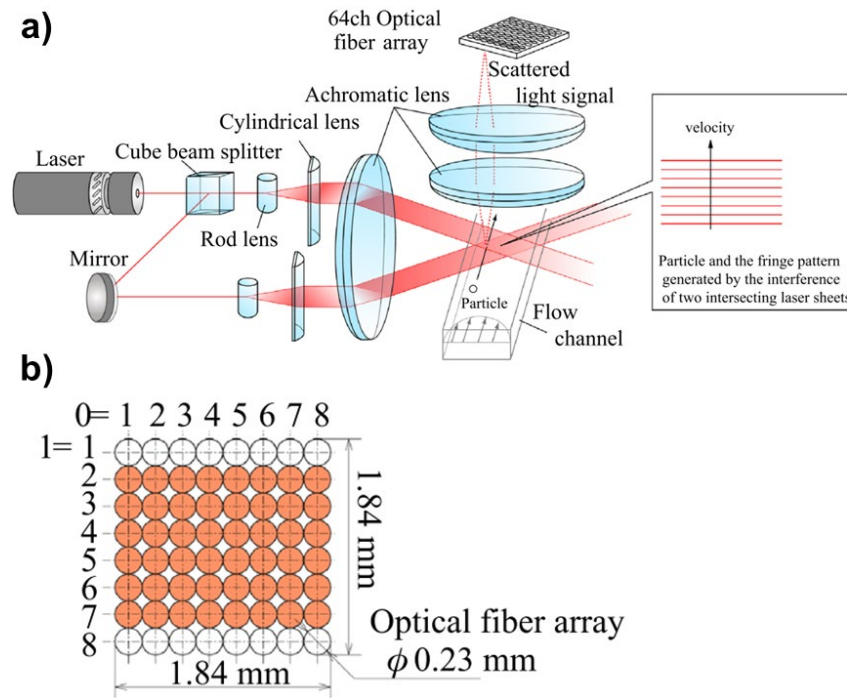 a)
64ch Optical
fiber array
Scattered
light signal
Achromatic lens
Cylindrical lens
Cube beam splitter
Laser
Rod lens
Mirror
Particle
Flow
channel
velocity
Particle and the fringe pattern
generated by the interference
of two intersecting laser sheets
b)
0= 1 2 3 4 5 6 7 8
1= 1
2
3
4
5
6
7
8
1.84 mm
1.84 mm
Optical fiber array
ϕ 0.23 mm